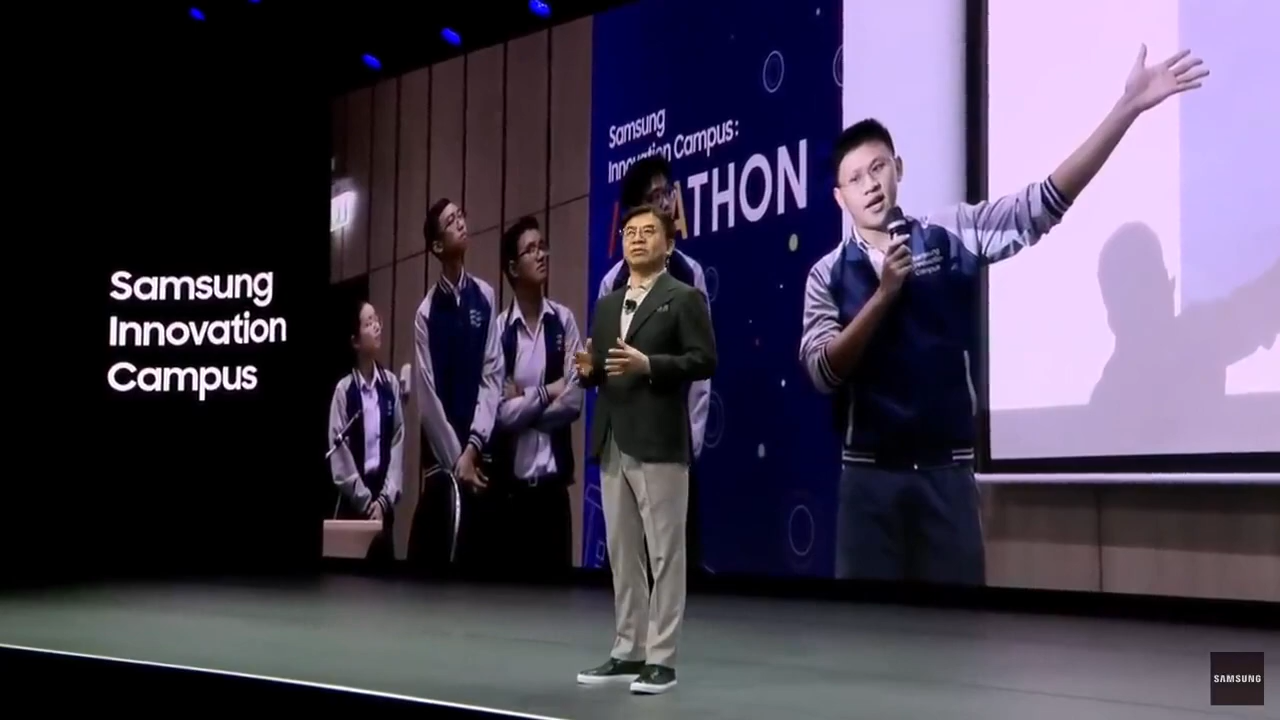 Samsung
Innovation
Campus
Samsung
Innovation Campus:
ATHON
Samsung
Innovation
Campus
SAMSUNG